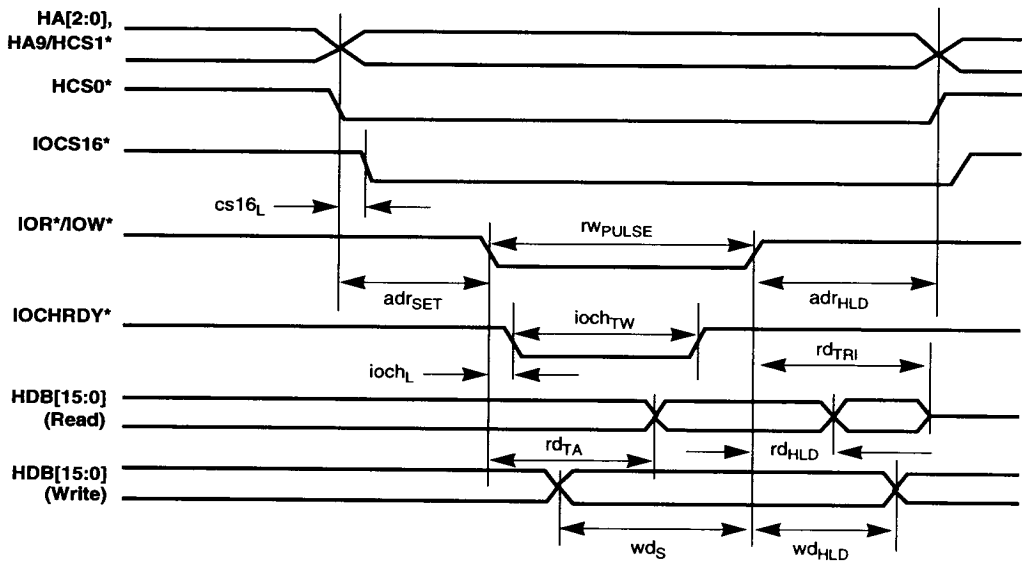 HA[2:0],
HA9/HCS1*
HCS0*
IOCS16*
cs16L
IOR*/IOW*
rwPULSE
adrSET
adrHLD
IOCHRDY*
iochTW
rdTRI
iochL
HDB[15:0]
(Read)
rdTA
rdHLD
HDB[15:0]
(Write)
wdS
wdHLD